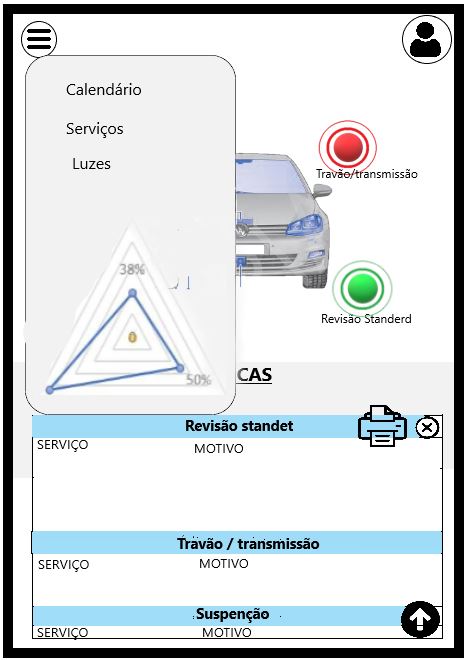 Calendário
Serviços
Luzes
Travão/transmissão
38%
Revisão Standerd
0
50%
CAS
Revisão standet
SERVIÇO MOTIVO
Travão / transmissão
SERVIÇO MOTIVO
Suspenção
SERVIÇO MOTIVO